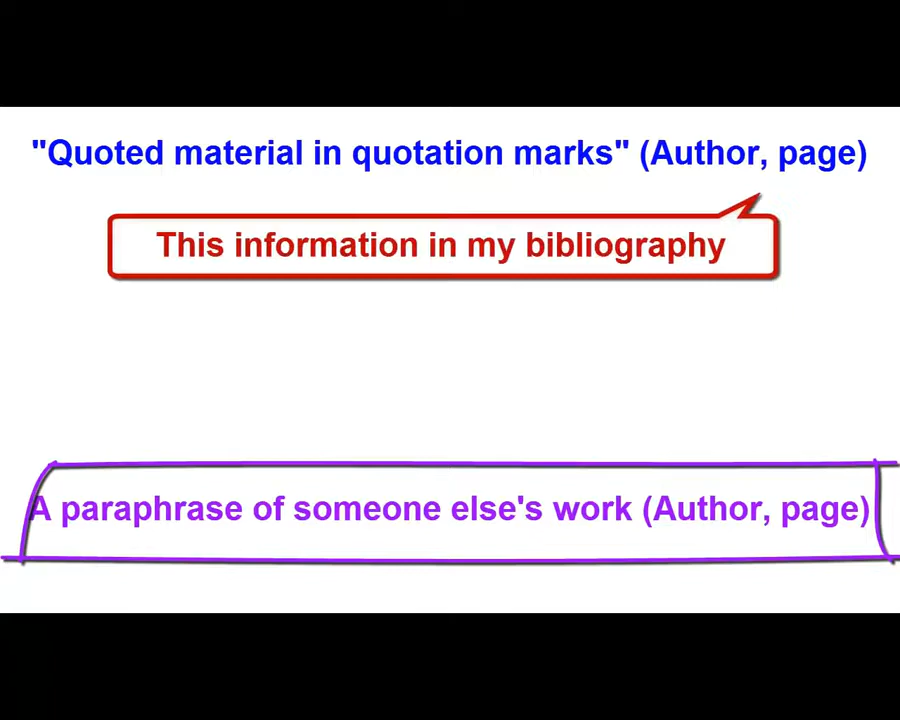 "Quoted material in quotation marks" (Author, page)
This information in my bibliography
A paraphrase of someone else's work (Author, page)